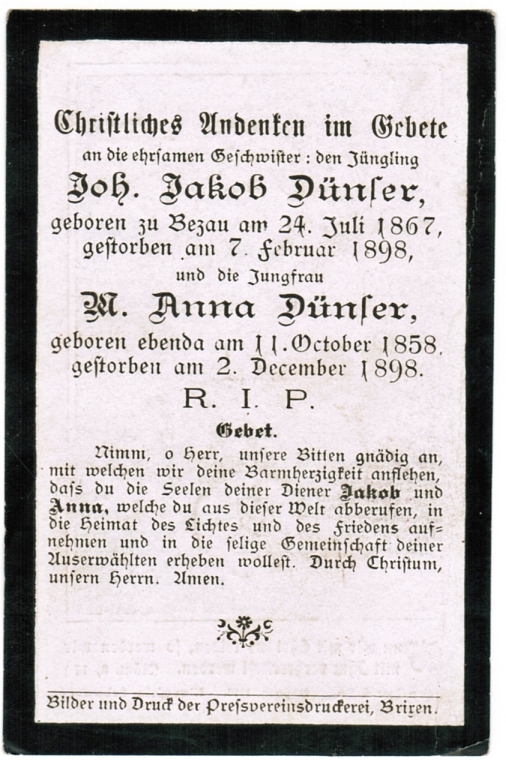 Christliches Andenken im Gebete
an die ehrsamen Geschwister: den Jüngling
Joh. Jakob Dünser,
geboren zu Bezau am 24. Juli 1867,
gestorben am 7. Februar 1898,
und die Jungfrau
M. Anna Dünser,
geboren ebenda am 11. October 1858,
gestorben am 2. December 1898.
R. I. P.
Gebet.
Nimm, o Herr, unsere Bitten gnädig an,
mit welchen wir deine Barmherzigkeit anflehen,
dass du die Seelen deiner Diener Jakob und
Anna, welche du aus dieser Welt abberufen, in
die Heimat des Lichtes und des Friedens auf-
nehmen und in die selige Gemeinschaft deiner
Auserwählten erheben wollest. Durch Christum,
unsern Herrn. Amen.
Bilder und Druck der Pressvereinsdruckerei, Brixen.